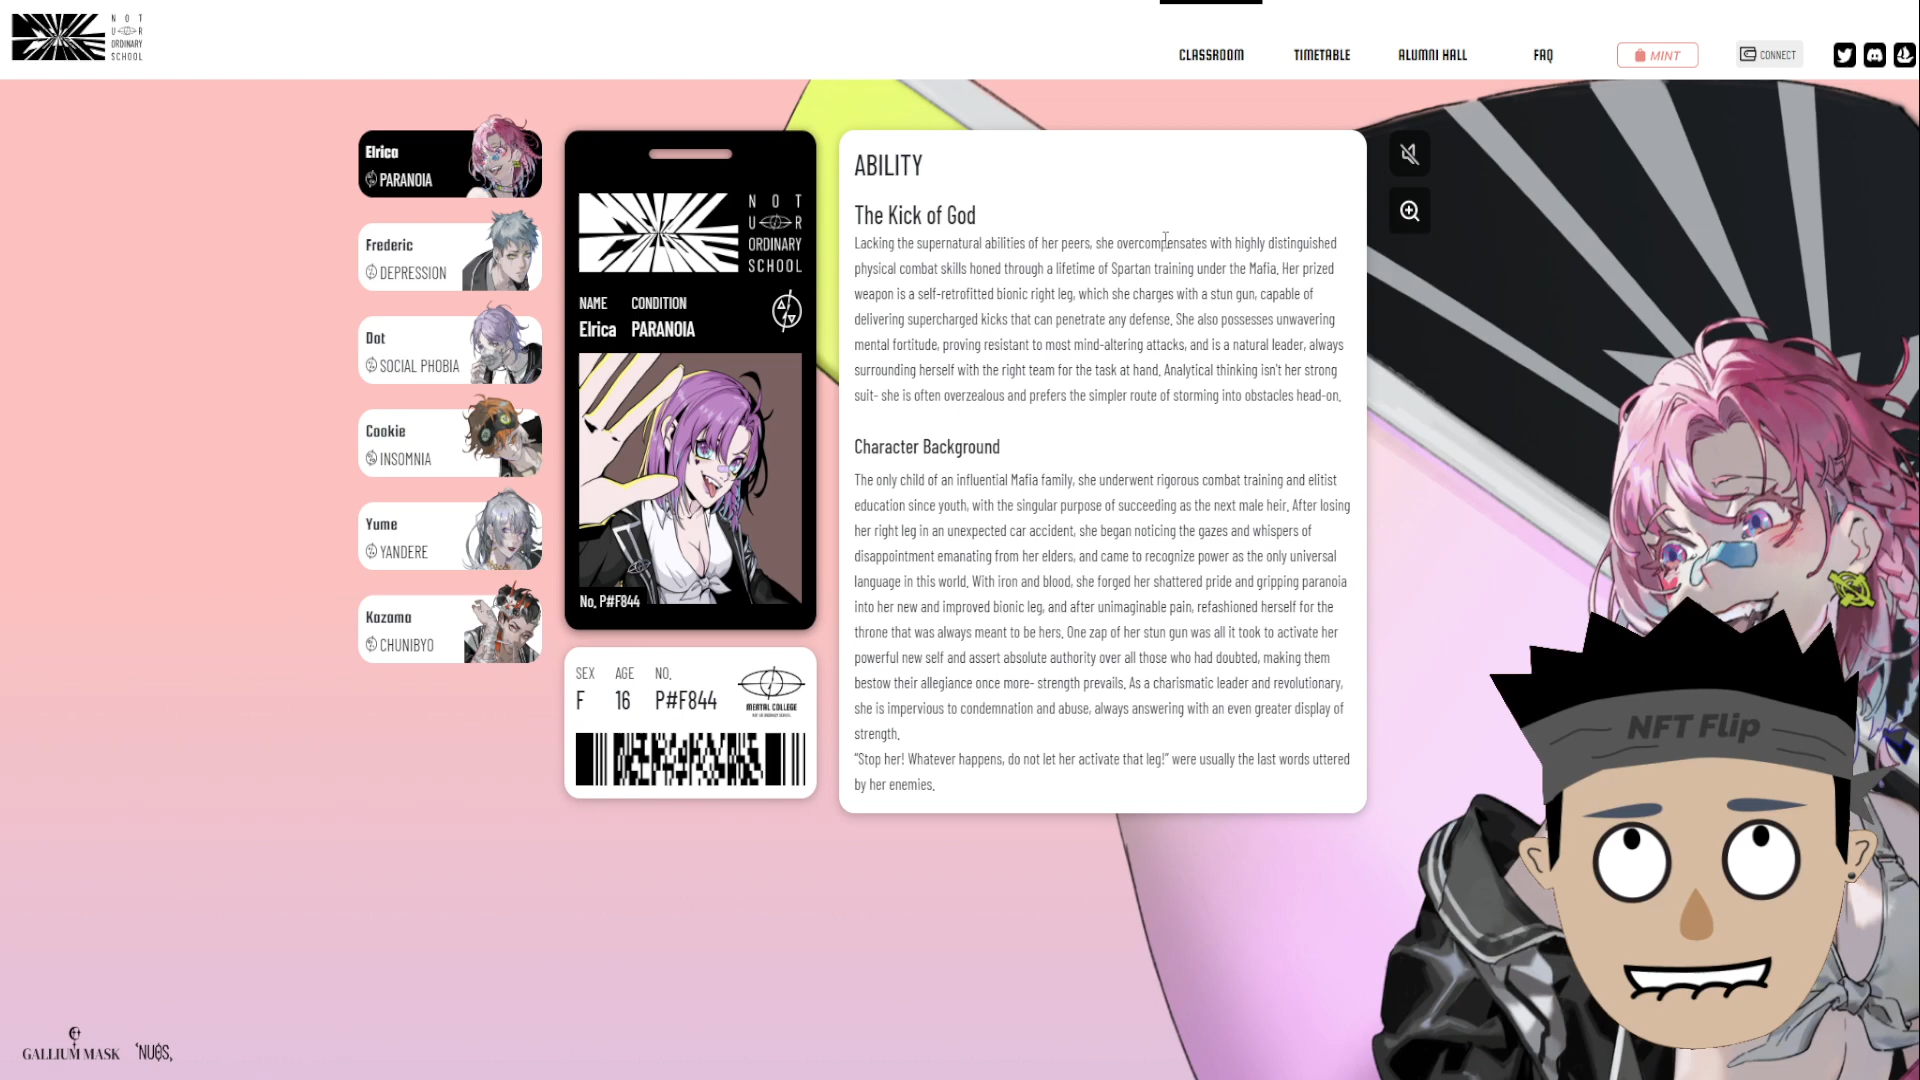 N O T
U R
ORDINARY
SCHOOL
CLASSROOM
TIMETABLE
ALUMNI HALL
FAQ
MINT
CONNECT
Elrica
PARANOIA
Frederic
DEPRESSION
Dot
SOCIAL PHOBIA
Cookie
INSOMNIA
Yume
YANDERE
Kazama
CHUNIBYO
N O T
U R
ORDINARY
SCHOOL
NAME CONDITION
Elrica PARANOIA
No. P#F844
SEX AGE NO.
F 16 P#F844
MENTAL COLLEGE
ABILITY
The Kick of God
Lacking the supernatural abilities of her peers, she overcompensates with highly distinguished
physical combat skills honed through a lifetime of Spartan training under the Mafia. Her prized
weapon is a self-retrofitted bionic right leg, which she charges with a stun gun, capable of
delivering supercharged kicks that can penetrate any defense. She also possesses unwavering
mental fortitude, proving resistant to most mind-altering attacks, and is a natural leader, always
surrounding herself with the right team for the task at hand. Analytical thinking isn't her strong
suit- she is often overzealous and prefers the simpler route of storming into obstacles head-on.
Character Background
The only child of an influential Mafia family, she underwent rigorous combat training and elitist
education since youth, with the singular purpose of succeeding as the next male heir. After losing
her right leg in an unexpected car accident, she began noticing the gazes and whispers of
disappointment emanating from her elders, and came to recognize power as the only universal
language in this world. With iron and blood, she forged her shattered pride and gripping paranoia
into her new and improved bionic leg, and after unimaginable pain, refashioned herself for the
throne that was always meant to be hers. One zap of her stun gun was all it took to activate her
powerful new self and assert absolute authority over all those who had doubted, making them
bestow their allegiance once more- strength prevails. As a charismatic leader and revolutionary,
she is impervious to condemnation and abuse, always answering with an even greater display of
strength.
“Stop her! Whatever happens, do not let her activate that leg!” were usually the last words uttered
by her enemies.
NFT Flip
GALLIUM MASK